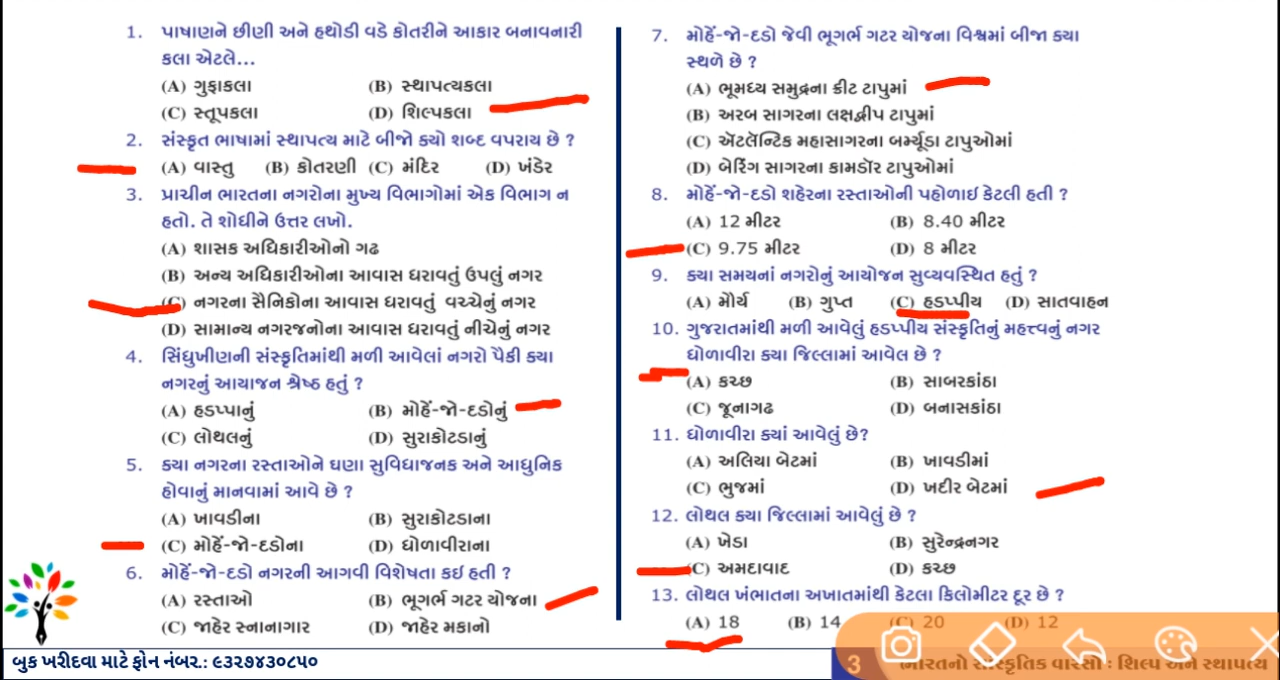 1. પાષાણને છીણી અને હથોડી વડે કોતરીને આકાર બનાવનારી
કલા એટલે...
(A) ગુફાકલા (B) સ્થાપત્યકલા
(C) સ્તૂપકલા (D) શિલ્પકલા
2. સંસ્કૃત ભાષામાં સ્થાપત્ય માટે બીજો ક્યો શબ્દ વપરાય છે ?
(A) વાસ્તુ (B) કોતરણી (C) મંદિર (D) ખંડેર
3. પ્રાચીન ભારતના નગરોના મુખ્ય વિભાગોમાં એક વિભાગ ન
હતો. તે શોધીને ઉત્તર લખો.
(A) શાસક અધિકારીઓનો ગઢ
(B) અન્ય અધિકારીઓના આવાસ ધરાવતું ઉપલું નગર
(C) નગરના સૈનિકોના આવાસ ધરાવતું વચ્ચેનું નગર
(D) સામાન્ય નગરજનોના આવાસ ધરાવતું નીચેનું નગર
4. સિંધુખીણની સંસ્કૃતિમાંથી મળી આવેલાં નગરો પૈકી ક્યા
નગરનું આયાજન શ્રેષ્ઠ હતું ?
(A) હડપ્પાનું (B) મોહેં-જો-દડોનું
(C) લોથલનું (D) સુરાકોટડાનું
5. ક્યા નગરના રસ્તાઓને ઘણા સુવિધાજનક અને આધુનિક
હોવાનું માનવામાં આવે છે ?
(A) ખાવડીના (B) સુરાકોટડાના
(C) મોહેં-જો-દડોના (D) ધોળાવીરાના
6. મોહેં-જો-દડો નગરની આગવી વિશેષતા કઇ હતી ?
(A) રસ્તાઓ (B) ભૂગર્ભ ગટર યોજના
(C) જાહેર સ્નાનાગાર (D) જાહેર મકાનો
7. મોહેં-જો-દડો જેવી ભૂગર્ભ ગટર યોજના વિશ્વમાં બીજા ક્યા
સ્થળે છે ?
(A) ભૂમધ્ય સમુદ્રના ક્રીટ ટાપુમાં
(B) અરબ સાગરના લક્ષદ્વીપ ટાપુમાં
(C) ઍટલૅન્ટિક મહાસાગરના બર્મ્યૂડા ટાપુઓમાં
(D) બેરિંગ સાગરના કામડૉર ટાપુઓમાં
8. મોહેં-જો-દડો શહેરના રસ્તાઓની પહોળાઇ કેટલી હતી ?
(A) 12 મીટર (B) 8.40 મીટર
(C) 9.75 મીટર (D) 8 મીટર
9. ક્યા સમયનાં નગરોનું આયોજન સુવ્યવસ્થિત હતું ?
(A) મૌર્ય (B) ગુપ્ત (C) હડપ્પીય (D) સાતવાહન
10. ગુજરાતમાંથી મળી આવેલું હડપ્પીય સંસ્કૃતિનું મહત્ત્વનું નગર
ધોળાવીરા ક્યા જિલ્લામાં આવેલ છે ?
(A) કચ્છ (B) સાબરકાંઠા
(C) જૂનાગઢ (D) બનાસકાંઠા
11. ધોળાવીરા ક્યાં આવેલું છે?
(A) અલિયા બેટમાં (B) ખાવડીમાં
(C) ભુજમાં (D) ખદીર બેટમાં
12. લોથલ ક્યા જિલ્લામાં આવેલું છે ?
(A) ખેડા (B) સુરેન્દ્રનગર
(C) અમદાવાદ (D) કચ્છ
13. લોથલ ખંભાતના અખાતમાંથી કેટલા કિલોમીટર દૂર છે ?
(A) 18 (B) 14 (C) 20 (D) 12
બુક ખરીદવા માટે ફોન નંબર.: ૯૩૨૭૪૩૦૮૫૦
3 ભારતનો સાંસ્કૃતિક વારસો : શિલ્પ અને સ્થાપત્ય